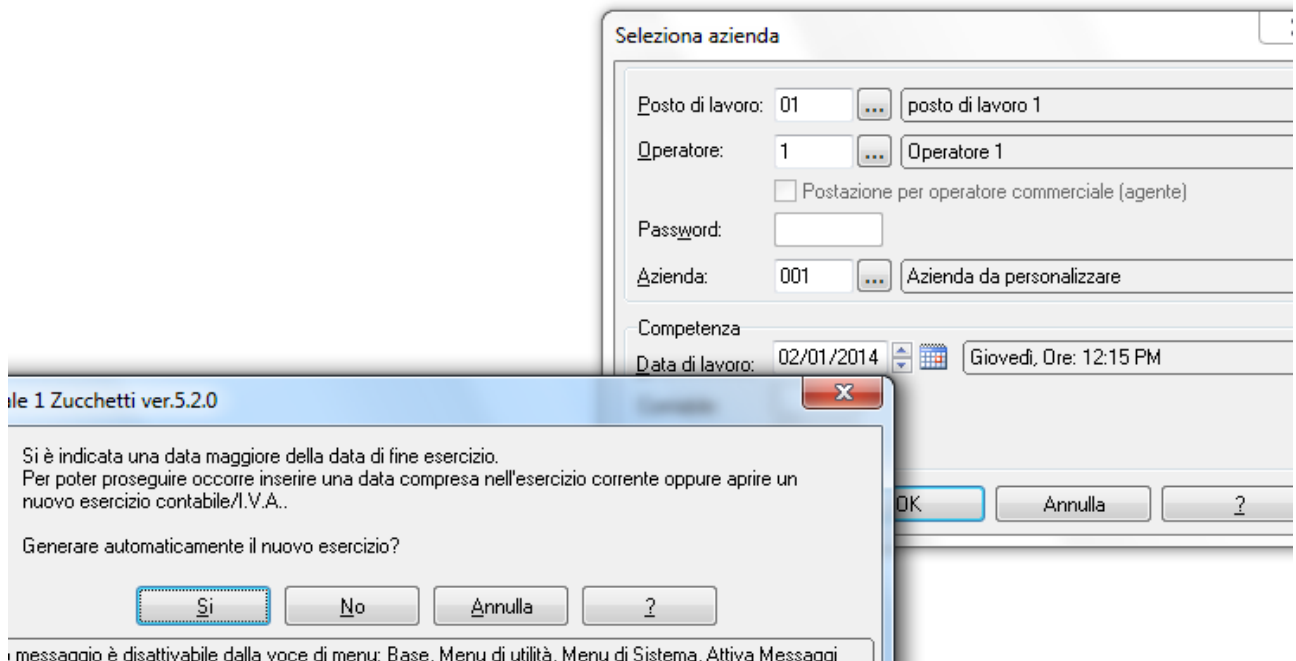 Seleziona azienda
Posto di lavoro: 01 ... posto di lavoro 1
Operatore: 1 ... Operatore 1
Postazione per operatore commerciale (agente)
Password:
Azienda: 001 ... Azienda da personalizzare
Competenza
Data di lavoro: 02/01/2014 Giovedì, Ore: 12:15 PM
OK Annulla ?
1 Zucchetti ver.5.2.0
Si è indicata una data maggiore della data di fine esercizio.
Per poter proseguire occorre inserire una data compresa nell'esercizio corrente oppure aprire un
nuovo esercizio contabile/I.V.A..
Generare automaticamente il nuovo esercizio?
Si No Annulla ?
messaggio è disattivabile dalla voce di menu: Base, Menu di utilità, Menu di Sistema, Attiva Messaggi